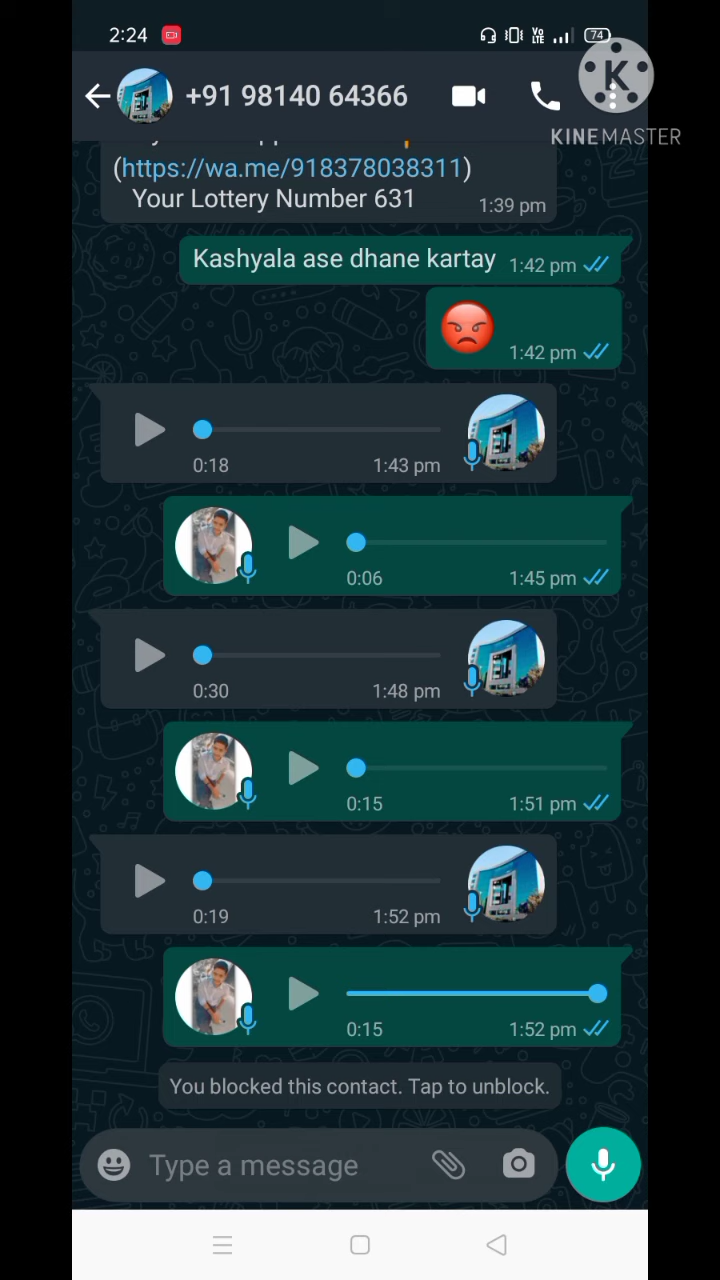 2:24
Vo LTE
74
+91 98140 64366
K
KINEMASTER
(https://wa.me/918378038311)
Your Lottery Number 631
1:39 pm
Kashyala ase dhane kartay 1:42 pm
1:42 pm
0:18 1:43 pm
0:06 1:45 pm
0:30 1:48 pm
0:15 1:51 pm
0:19 1:52 pm
0:15 1:52 pm
You blocked this contact. Tap to unblock.
Type a message